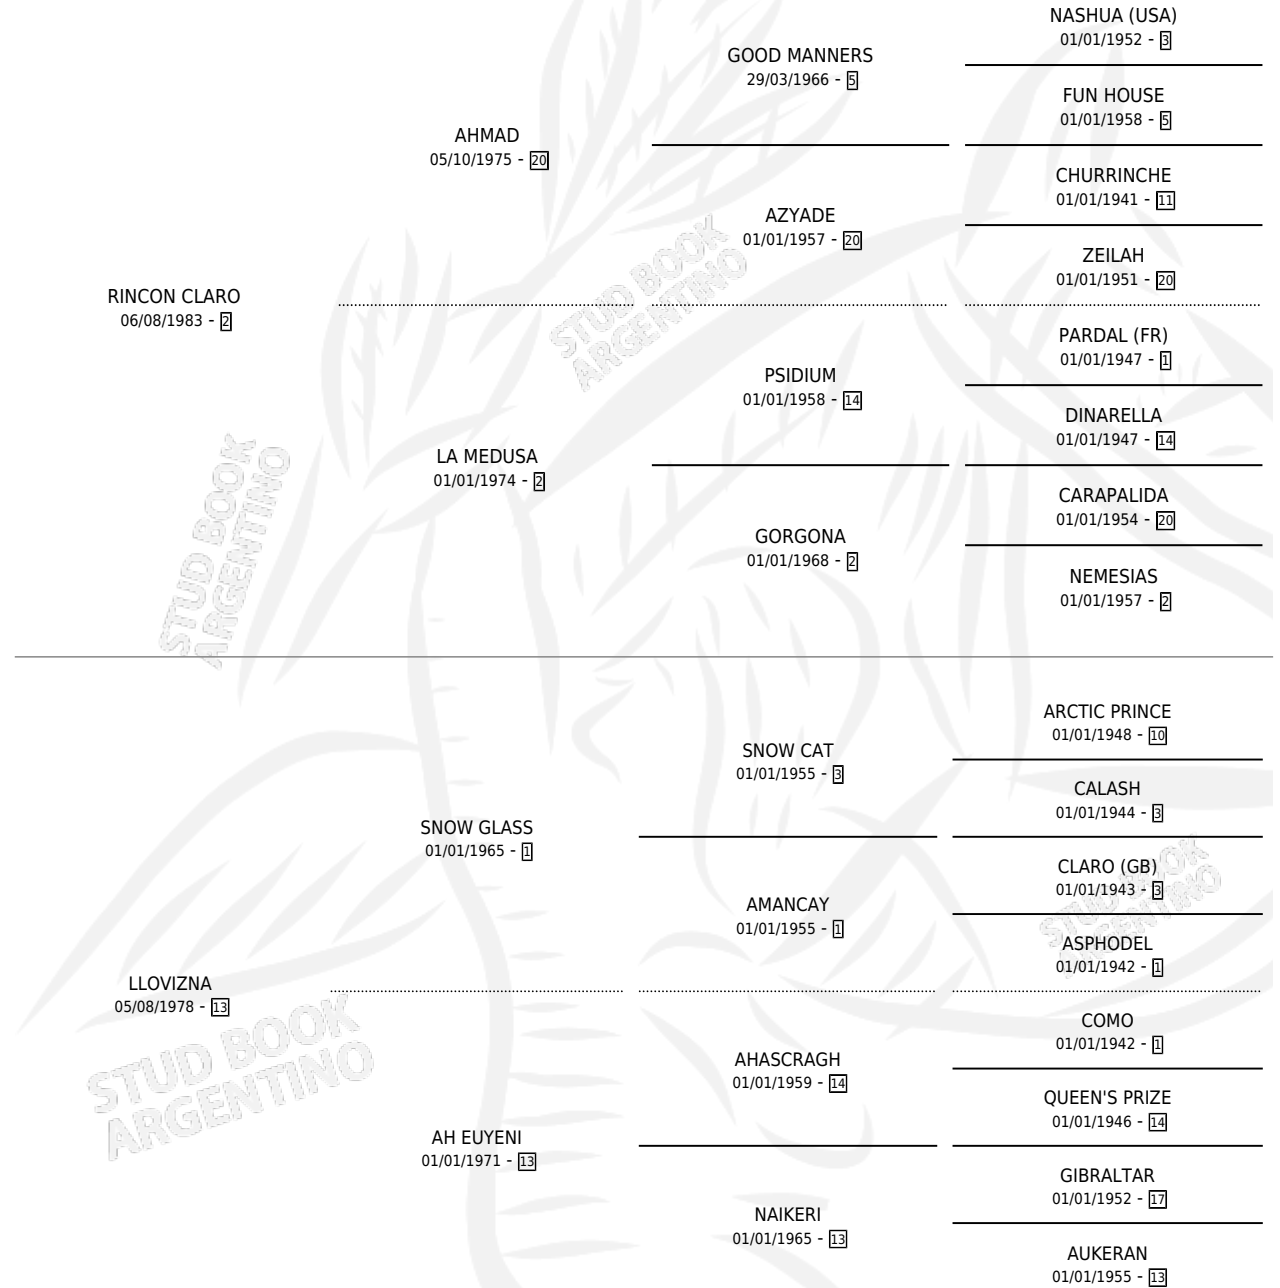 NASHUA (USA)
01/01/1952 - 3
GOOD MANNERS
29/03/1966 - 5
FUN HOUSE
01/01/1958 - 5
AHMAD
05/10/1975 - 20
CHURRINCHE
01/01/1941 - 11
AZYADE
01/01/1957 - 20
ZEILAH
01/01/1951 - 20
RINCON CLARO
06/08/1983 - 2
STUD BOOK
ARGENTINO
PARDAL (FR)
01/01/1947 - 1
PSIDIUM
01/01/1958 - 14
DINARELLA
01/01/1947 - 14
LA MEDUSA
01/01/1974 - 2
CARAPALIDA
01/01/1954 - 20
GORGONA
01/01/1968 - 2
NEMESIAS
01/01/1957 - 2
STUD BOOK
ARGENTINO
ARCTIC PRINCE
01/01/1948 - 10
SNOW CAT
01/01/1955 - 3
CALASH
01/01/1944 - 3
SNOW GLASS
01/01/1965 - 1
CLARO (GB)
01/01/1943 - 3
AMANCAY
01/01/1955 - 1
STUD BOOK
ARGENTINO
ASPHODEL
01/01/1942 - 1
LLOVIZNA
05/08/1978 - 13
STUD BOOK
ARGENTINO
COMO
01/01/1942 - 1
AHASCRAGH
01/01/1959 - 14
QUEEN'S PRIZE
01/01/1946 - 14
AH EUYENI
01/01/1971 - 13
GIBRALTAR
01/01/1952 - 17
NAIKERI
01/01/1965 - 13
AUKERAN
01/01/1955 - 13